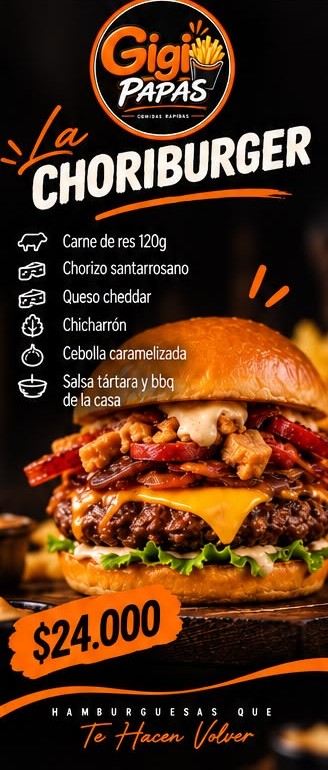 Gigi
PAPAS
COMIDAS RÁPIDAS
La
CHORIBURGER
Carne de res 120g
Chorizo santarrosano
Queso cheddar
Chicharrón
Cebolla caramelizada
Salsa tártara y bbq
de la casa
$24.000
HAMBURGUESAS QUE
Te Hacen Volver